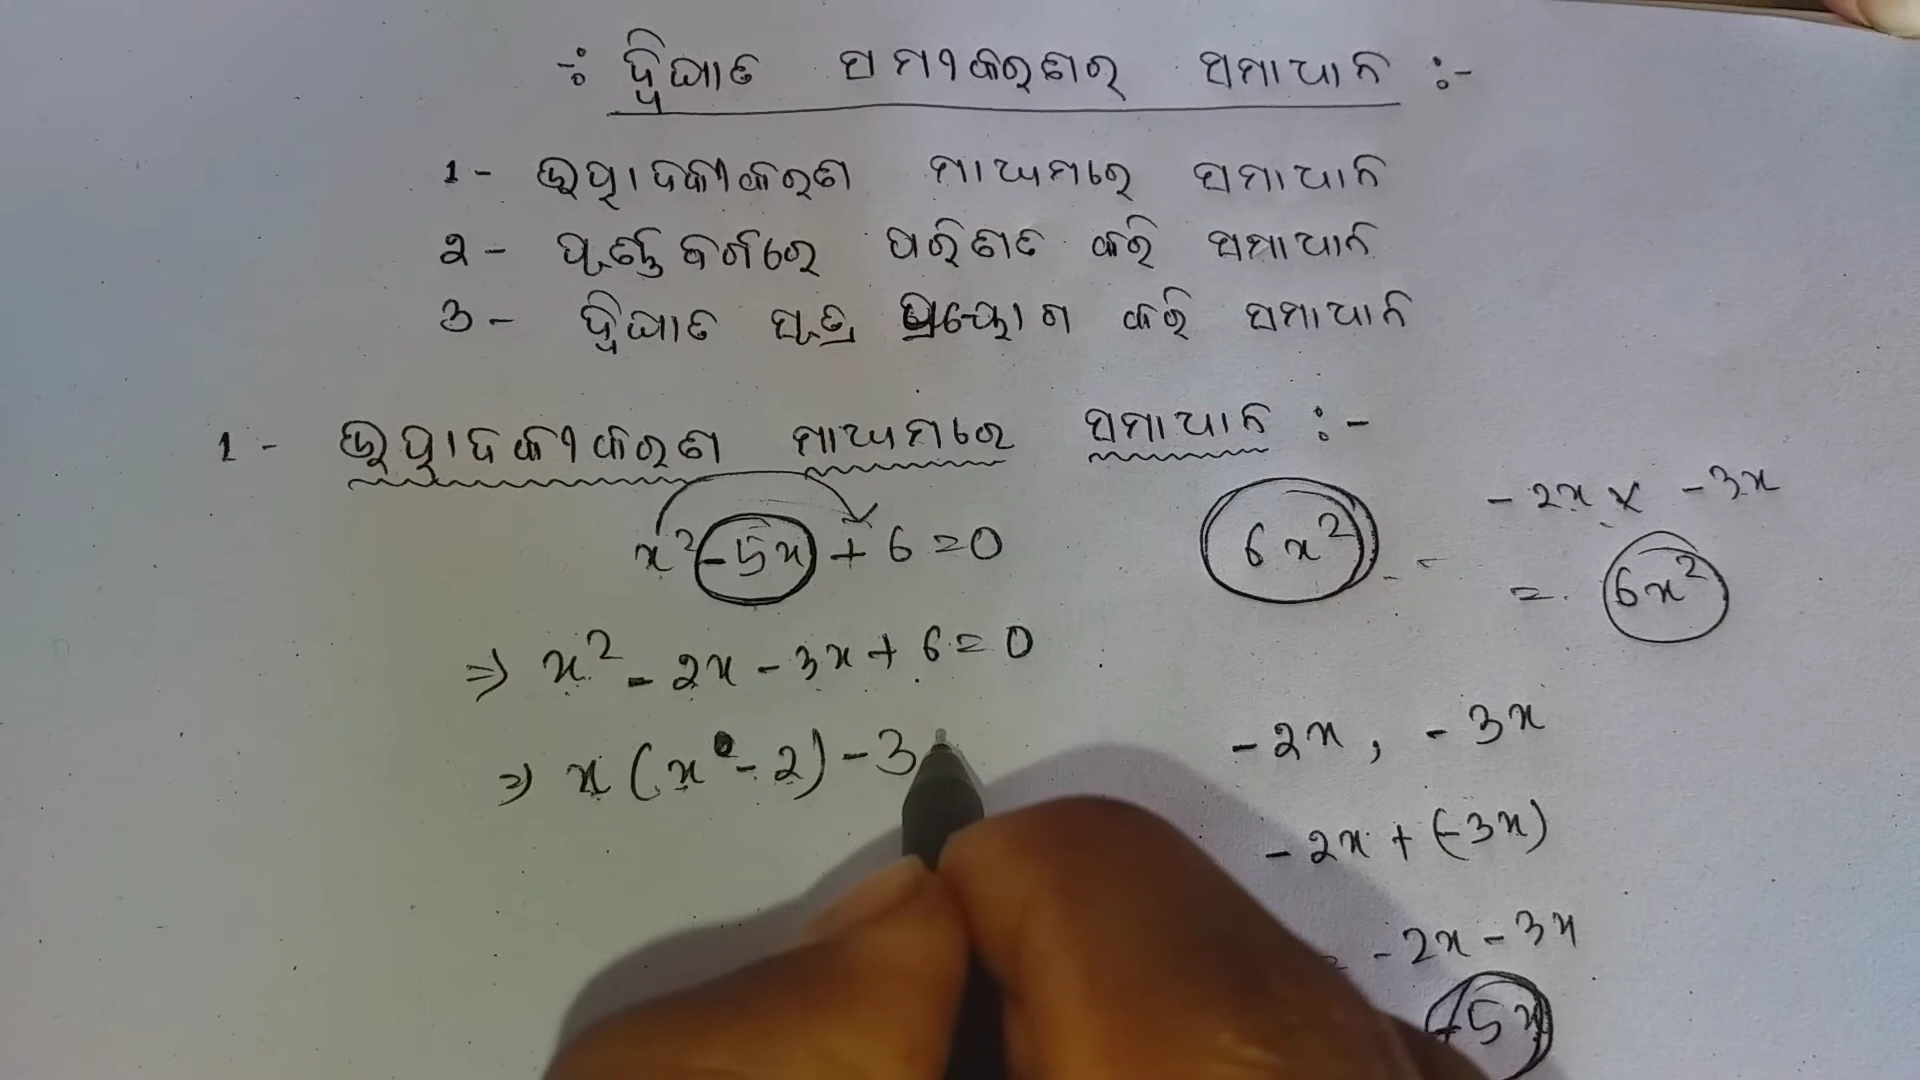 -: ଦ୍ୱିଘାତ ସମୀକରଣର ସମାଧାନ :-
1 - ଉତ୍ପାଦକୀକରଣ ମାଧ୍ୟମରେ ସମାଧାନ
2 - ପୂର୍ଣ୍ଣବର୍ଗରେ ପରିଣତ କରି ସମାଧାନ
3 - ଦ୍ୱିଘାତ ସୂତ୍ର ପ୍ରୟୋଗ କରି ସମାଧାନ
1 - ଉତ୍ପାଦକୀକରଣ ମାଧ୍ୟମରେ ସମାଧାନ :-
x² - 5x + 6 = 0
⇒ x² - 2x - 3x + 6 = 0
⇒ x (x - 2) - 3
6x²
- 2x × - 3x
= 6x²
- 2x , - 3x
- 2x + (-3x)
= - 2x - 3x
-5x